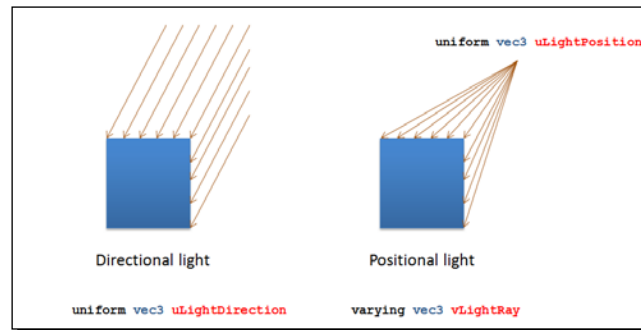 uniform vec3 uLightPosition
Directional light
Positional light
uniform vec3 uLightDirection
varying vec3 vLightRay